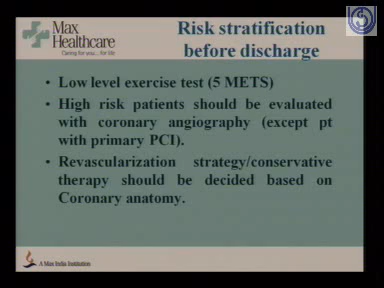 Max
Healthcare
Caring for you... for life
Risk stratification
before discharge
• Low level exercise test (5 METS)
• High risk patients should be evaluated
with coronary angiography (except pt
with primary PCI).
• Revascularization strategy/conservative
therapy should be decided based on
Coronary anatomy.
A Max India Institution